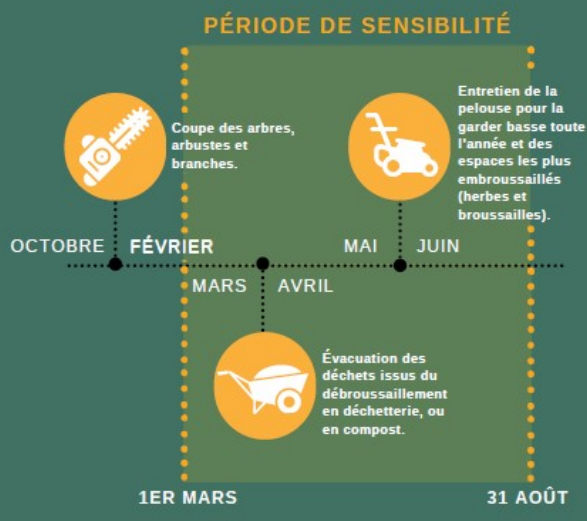 PÉRIODE DE SENSIBILITÉ
Coupe des arbres,
arbustes et
branches.
Entretien de la
pelouse pour la
garder basse toute
l'année et des
espaces les plus
embroussaillés
(herbes et
broussailles).
OCTOBRE FÉVRIER
MAI JUIN
MARS AVRIL
Évacuation des
déchets issus du
débroussaillement
en déchetterie, ou
en compost.
1ER MARS
31 AOÛT